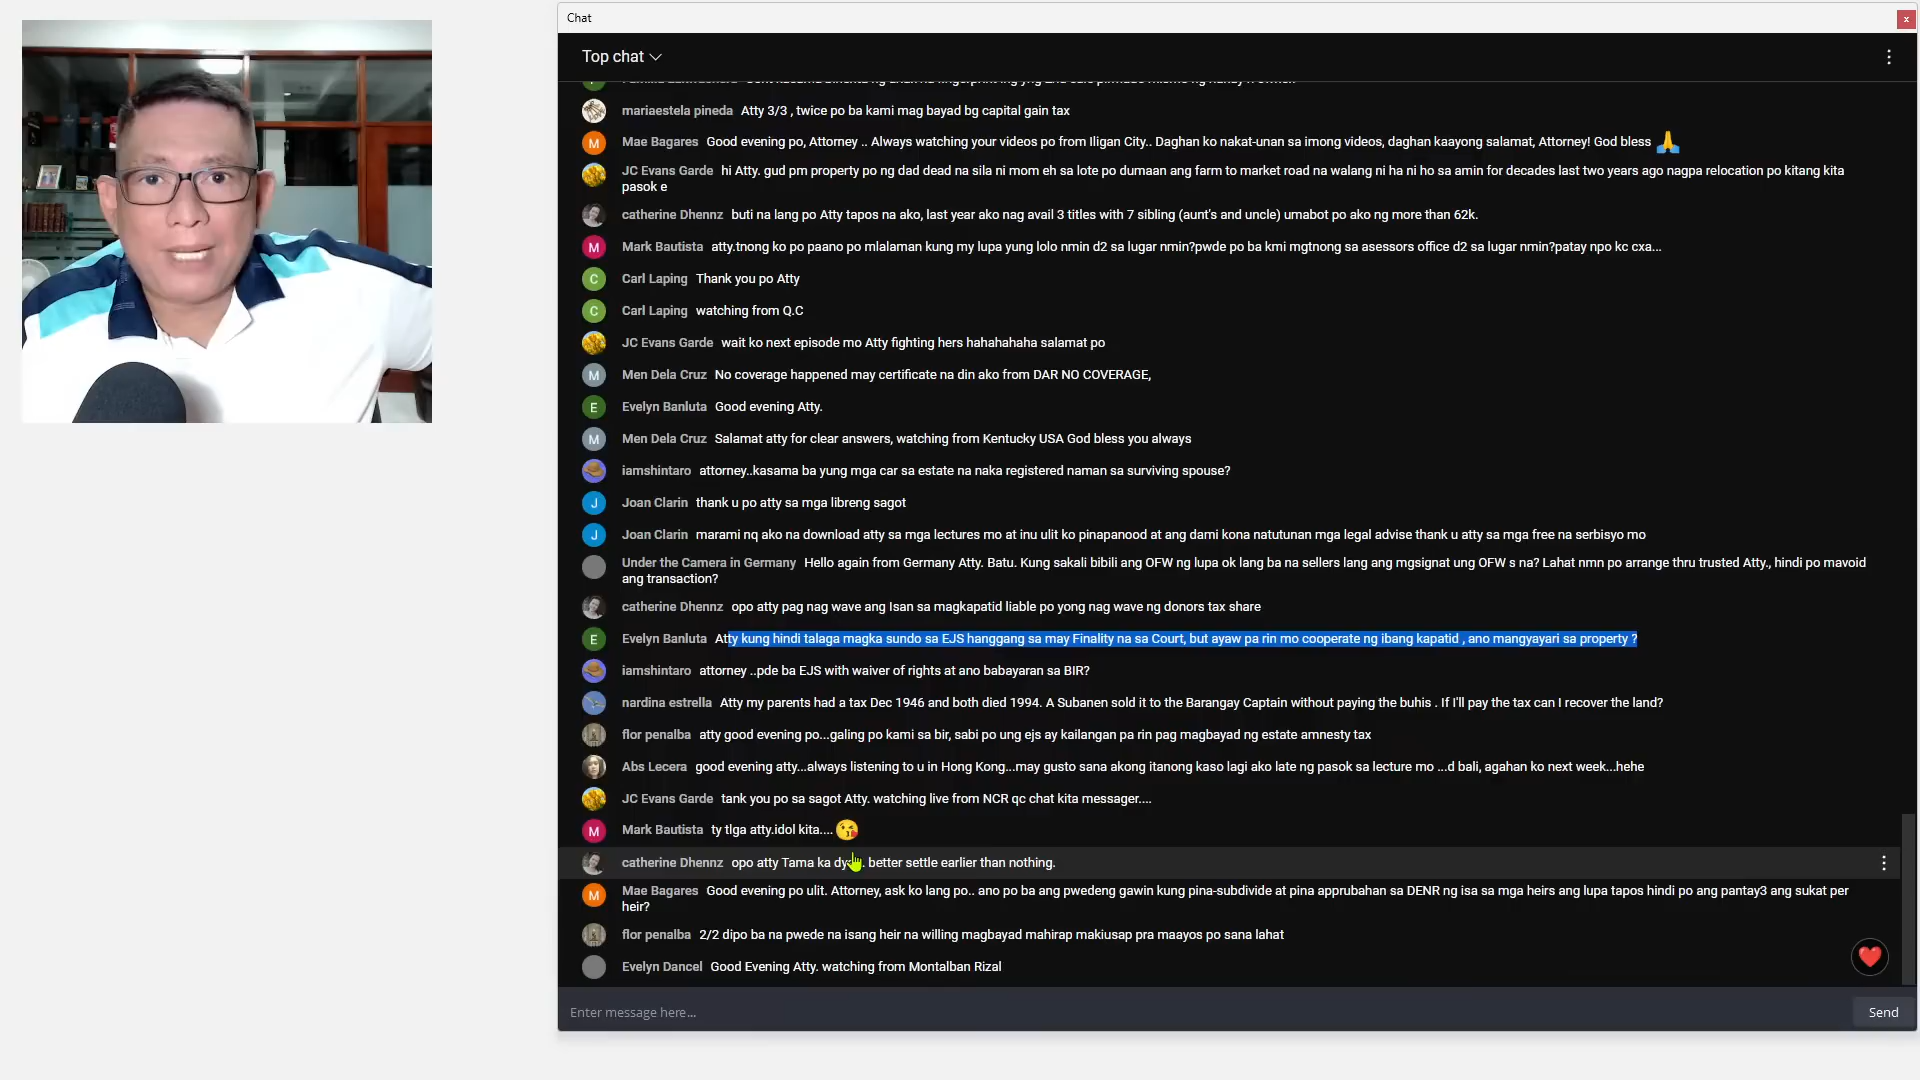 Chat
Top chat
mariaestela pineda Atty 3/3 , twice po ba kami mag bayad bg capital gain tax
Mae Bagares Good evening po, Attorney .. Always watching your videos po from Iligan City.. Daghan ko nakat-unan sa imong videos, daghan kaayong salamat, Attorney! God bless 🙏
JC Evans Garde hi Atty. gud pm property po ng dad dead na sila ni mom eh sa lote po dumaan ang farm to market road na walang ni ha ni ho sa amin for decades last two years ago nagpa relocation po kitang kita
pasok e
catherine Dhennz buti na lang po Atty tapos na ako, last year ako nag avail 3 titles with 7 sibling (aunt's and uncle) umabot po ako ng more than 62k.
M Mark Bautista atty.tnong ko po paano po mlalaman kung my lupa yung lolo nmin d2 sa lugar nmin?pwde po ba kmi mgtnong sa asessors office d2 sa lugar nmin?patay npo kc cxa...
C Carl Laping Thank you po Atty
C Carl Laping watching from Q.C
JC Evans Garde wait ko next episode mo Atty fighting hers hahahahaha salamat po
M Men Dela Cruz No coverage happened may certificate na din ako from DAR NO COVERAGE,
E Evelyn Banluta Good evening Atty.
M Men Dela Cruz Salamat atty for clear answers, watching from Kentucky USA God bless you always
iamshintaro attorney..kasama ba yung mga car sa estate na naka registered naman sa surviving spouse?
J Joan Clarin thank u po atty sa mga libreng sagot
J Joan Clarin marami nq ako na download atty sa mga lectures mo at inu ulit ko pinapanood at ang dami kona natutunan mga legal advise thank u atty sa mga free na serbisyo mo
Under the Camera in Germany Hello again from Germany Atty. Batu. Kung sakali bibili ang OFW ng lupa ok lang ba na sellers lang ang mgsignat ung OFW s na? Lahat nmn po arrange thru trusted Atty., hindi po mavoid
ang transaction?
catherine Dhennz opo atty pag nag wave ang Isan sa magkapatid liable po yong nag wave ng donors tax share
E Evelyn Banluta Atty kung hindi talaga magka sundo sa EJS hanggang sa may Finality na sa Court, but ayaw pa rin mo cooperate ng ibang kapatid , ano mangyayari sa property ?
iamshintaro attorney ..pde ba EJS with waiver of rights at ano babayaran sa BIR?
nardina estrella Atty my parents had a tax Dec 1946 and both died 1994. A Subanen sold it to the Barangay Captain without paying the buhis . If I'll pay the tax can I recover the land?
flor penalba atty good evening po...galing po kami sa bir, sabi po ung ejs ay kailangan pa rin pag magbayad ng estate amnesty tax
Abs Lecera good evening atty...always listening to u in Hong Kong...may gusto sana akong itanong kaso lagi ako late ng pasok sa lecture mo ...d bali, agahan ko next week...hehe
JC Evans Garde tank you po sa sagot Atty. watching live from NCR qc chat kita messager....
M Mark Bautista ty tlga atty.idol kita.... 😘
catherine Dhennz opo atty Tama ka better settle earlier than nothing.
M Mae Bagares Good evening po ulit. Attorney, ask ko lang po.. ano po ba ang pwedeng gawin kung pina-subdivide at pina apprubahan sa DENR ng isa sa mga heirs ang lupa tapos hindi po ang pantay3 ang sukat per
heir?
flor penalba 2/2 dipo ba na pwede na isang heir na willing magbayad mahirap makiusap pra maayos po sana lahat
Evelyn Dancel Good Evening Atty. watching from Montalban Rizal
Enter message here...
Send